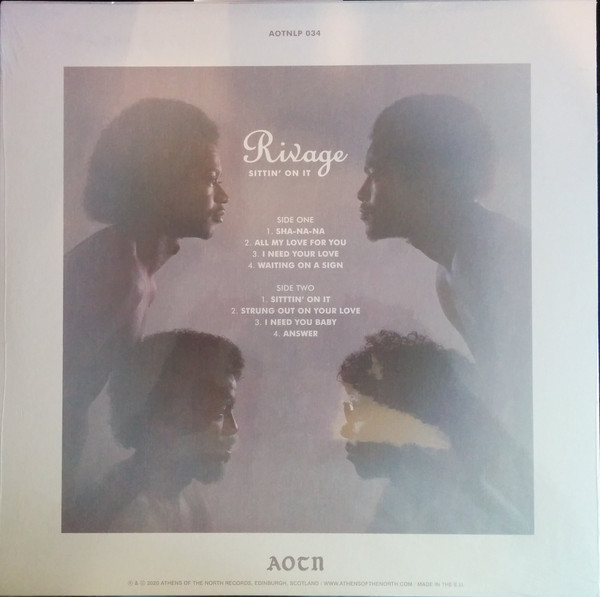 AOTNLP 034
Rivage
SITTIN' ON IT
SIDE ONE
1. SHA-NA-NA
2. ALL MY LOVE FOR YOU
3. I NEED YOUR LOVE
4. WAITING ON A SIGN
SIDE TWO
1. SITTTIN' ON IT
2. STRUNG OUT ON YOUR LOVE
3. I NEED YOU BABY
4. ANSWER
AOTN
℗ & © 2020 ATHENS OF THE NORTH RECORDS, EDINBURGH, SCOTLAND | WWW.ATHENSOFTHENORTH.COM | MADE IN THE E.U.